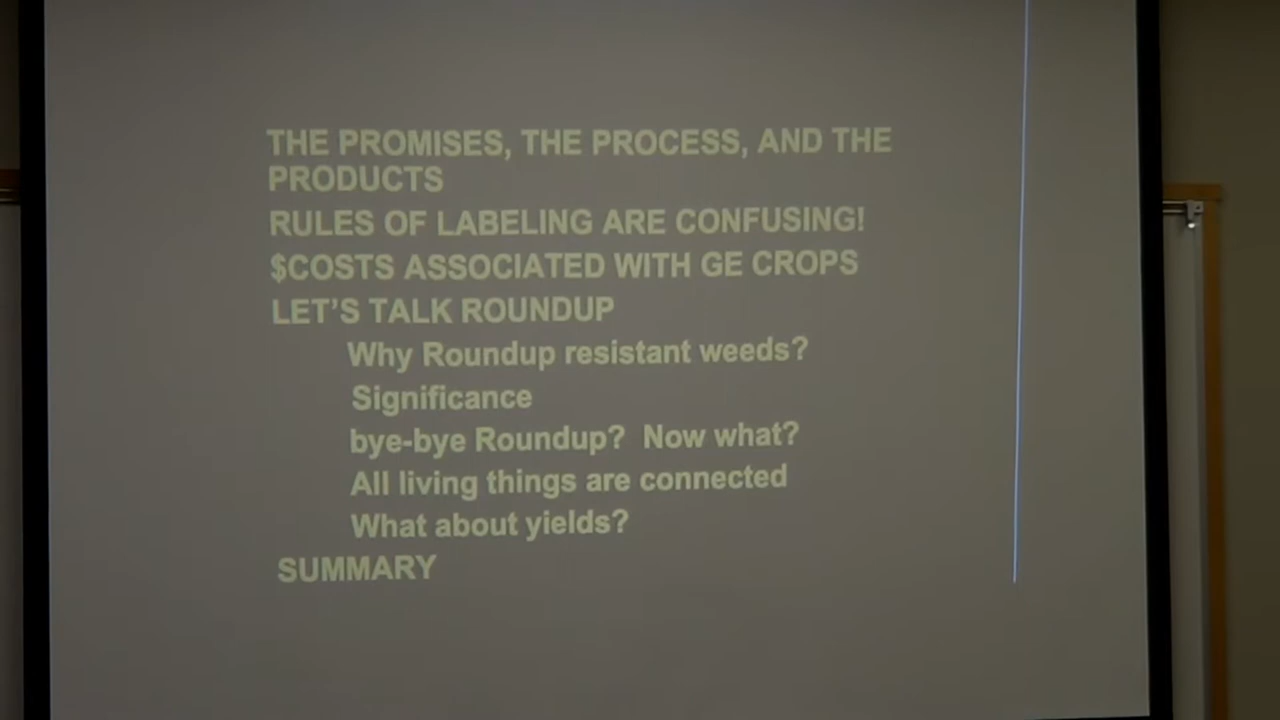 THE PROMISES, THE PROCESS, AND THE
PRODUCTS
RULES OF LABELING ARE CONFUSING!
$COSTS ASSOCIATED WITH GE CROPS
LET'S TALK ROUNDUP
Why Roundup resistant weeds?
Significance
bye-bye Roundup? Now what?
All living things are connected
What about yields?
SUMMARY